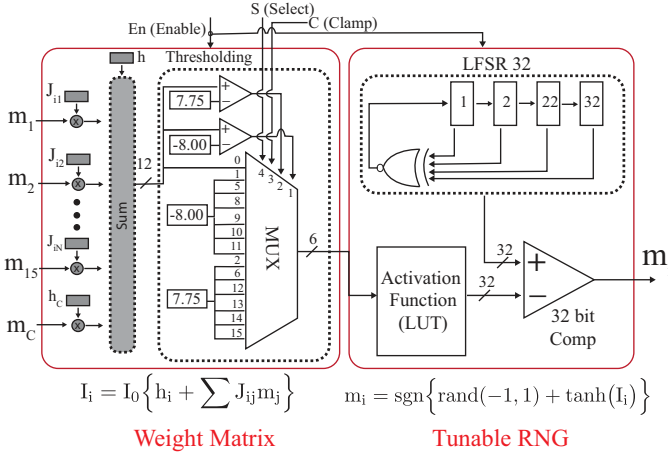 S (Select)
En (Enable)
C (Clamp)
h
Thresholding
LFSR 32
J_i1
7.75
+
−
1
2
22
32
m_1
x
-8.00
+
−
J_i2
12
0
4
3
2
1
m_2
x
1
5
8
-8.00
9
10
11
Sum
MUX
6
32
m
J_iN
2
6
Activation
Function
(LUT)
+
−
m_15
x
7.75
12
13
14
15
32
h_C
32 bit
Comp
m_C
x
I_i = I_0{h_i + ∑ J_ij m_j}
m_i = sgn{rand(−1, 1) + tanh(I_i)}
Weight Matrix
Tunable RNG